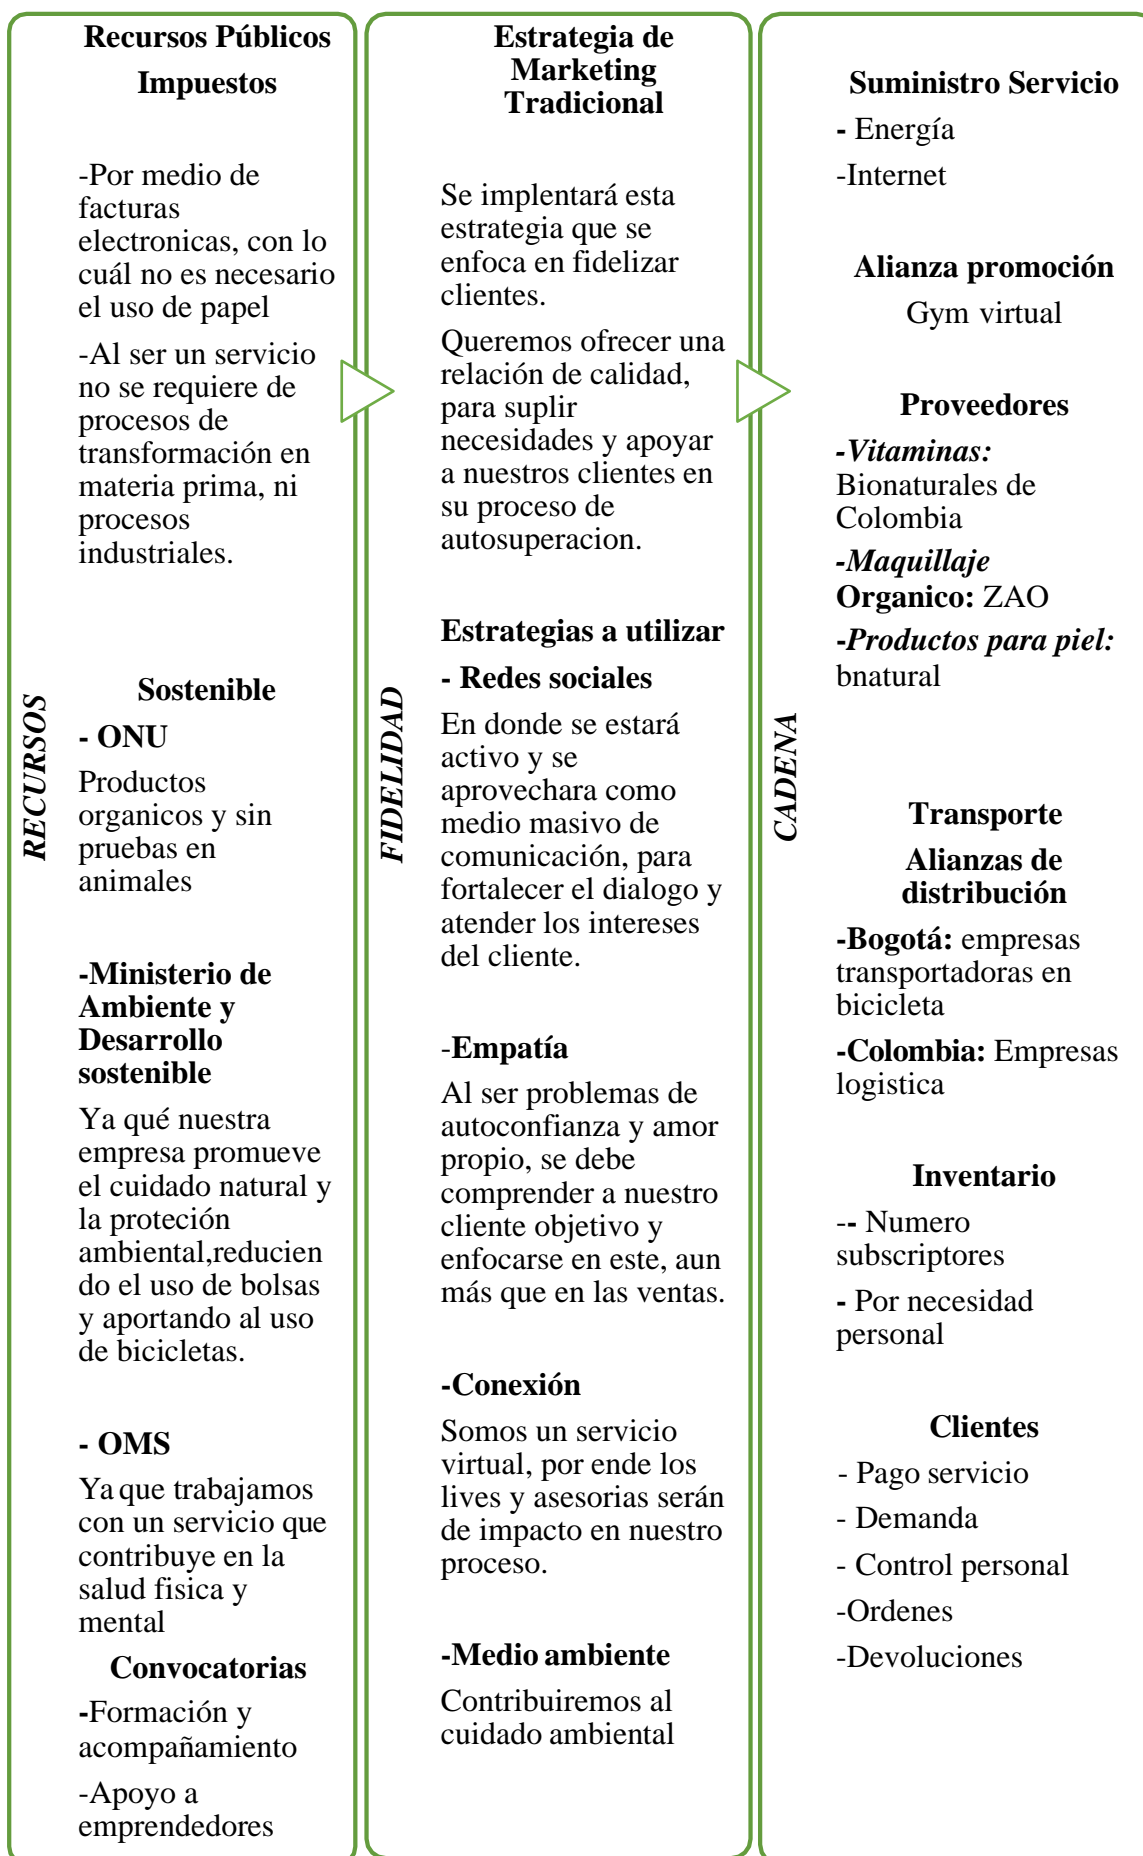 RECURSOS
Recursos Públicos
Impuestos
-Por medio de
facturas
electronicas, con lo
cuál no es necesario
el uso de papel
-Al ser un servicio
no se requiere de
procesos de
transformación en
materia prima, ni
procesos
industriales.
Sostenible
- ONU
Productos
organicos y sin
pruebas en
animales
-Ministerio de
Ambiente y
Desarrollo
sostenible
Ya qué nuestra
empresa promueve
el cuidado natural y
la proteción
ambiental,reducien
do el uso de bolsas
y aportando al uso
de bicicletas.
- OMS
Ya que trabajamos
con un servicio que
contribuye en la
salud fisica y
mental
Convocatorias
-Formación y
acompañamiento
-Apoyo a
emprendedores
FIDELIDAD
Estrategia de
Marketing
Tradicional
Se implentará esta
estrategia que se
enfoca en fidelizar
clientes.
Queremos ofrecer una
relación de calidad,
para suplir
necesidades y apoyar
a nuestros clientes en
su proceso de
autosuperacion.
Estrategias a utilizar
- Redes sociales
En donde se estará
activo y se
aprovechara como
medio masivo de
comunicación, para
fortalecer el dialogo y
atender los intereses
del cliente.
-Empatía
Al ser problemas de
autoconfianza y amor
propio, se debe
comprender a nuestro
cliente objetivo y
enfocarse en este, aun
más que en las ventas.
-Conexión
Somos un servicio
virtual, por ende los
lives y asesorias serán
de impacto en nuestro
proceso.
-Medio ambiente
Contribuiremos al
cuidado ambiental
CADENA
Suministro Servicio
- Energía
-Internet
Alianza promoción
Gym virtual
Proveedores
-Vitaminas:
Bionaturales de
Colombia
-Maquillaje
Organico: ZAO
-Productos para piel:
bnatural
Transporte
Alianzas de
distribución
-Bogotá: empresas
transportadoras en
bicicleta
-Colombia: Empresas
logistica
Inventario
-- Numero
subscriptores
- Por necesidad
personal
Clientes
- Pago servicio
- Demanda
- Control personal
-Ordenes
-Devoluciones